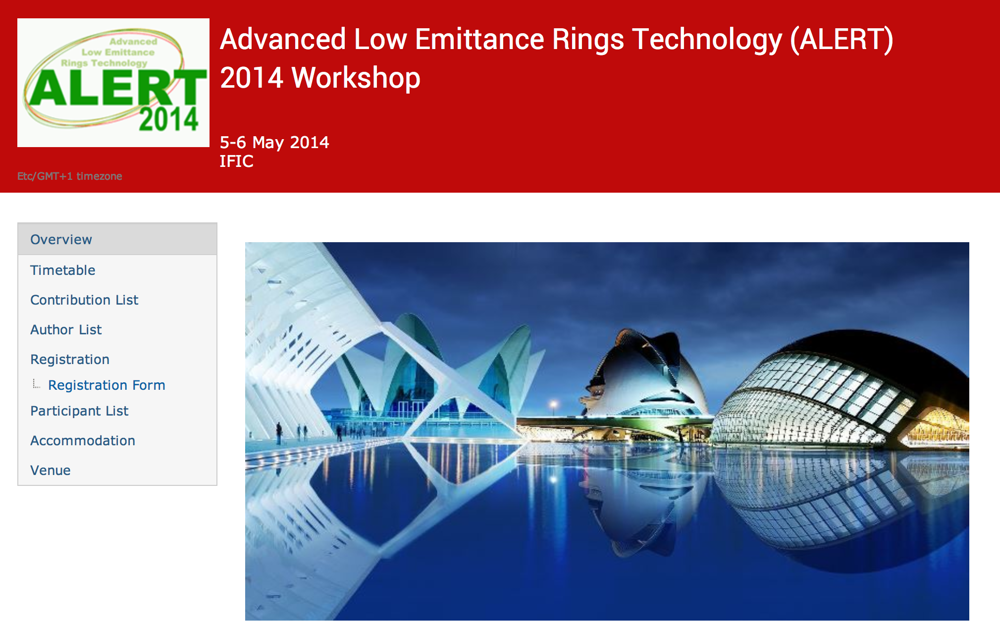 Advanced
Low Emittance
Rings Technology
ALERT
2014
Advanced Low Emittance Rings Technology (ALERT)
2014 Workshop
5-6 May 2014
IFIC
Etc/GMT+1 timezone
Overview
Timetable
Contribution List
Author List
Registration
Registration Form
Participant List
Accommodation
Venue